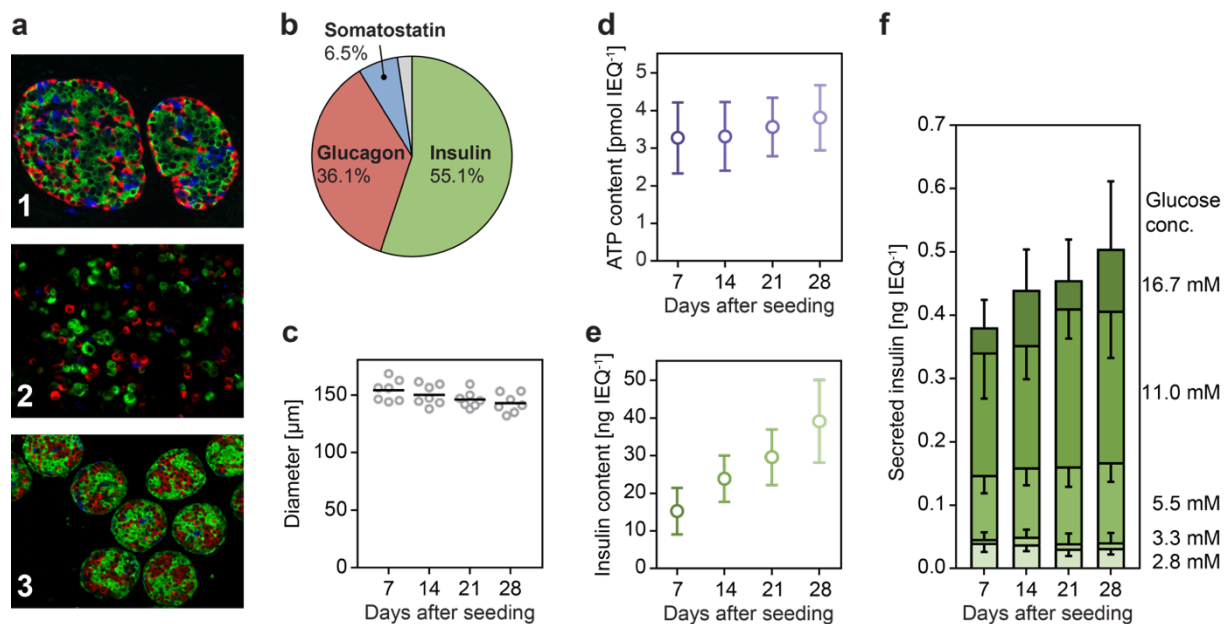 a
1
2
3
b
Somatostatin
6.5%
Glucagon
36.1%
Insulin
55.1%
c
Diameter [µm]
150
100
50
0
7 14 21 28
Days after seeding
d
ATP content [pmol IEQ⁻¹]
5
4
3
2
1
0
7 14 21 28
Days after seeding
e
Insulin content [ng IEQ⁻¹]
50
40
30
20
10
0
7 14 21 28
Days after seeding
f
Secreted insulin [ng IEQ⁻¹]
0.7
0.6
0.5
0.4
0.3
0.2
0.1
0.0
7 14 21 28
Days after seeding
Glucose
conc.
16.7 mM
11.0 mM
5.5 mM
3.3 mM
2.8 mM